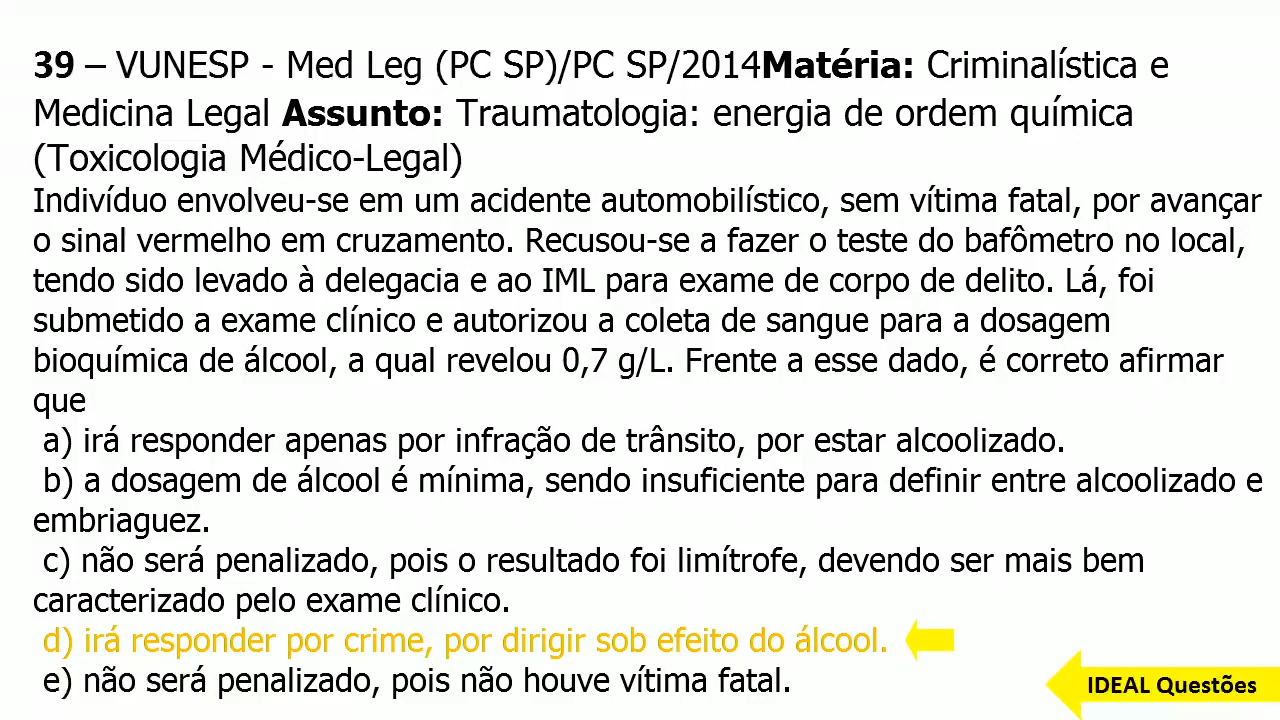 39 – VUNESP - Med Leg (PC SP)/PC SP/2014Matéria: Criminalística e
Medicina Legal Assunto: Traumatologia: energia de ordem química
(Toxicologia Médico-Legal)
Indivíduo envolveu-se em um acidente automobilístico, sem vítima fatal, por avançar
o sinal vermelho em cruzamento. Recusou-se a fazer o teste do bafômetro no local,
tendo sido levado à delegacia e ao IML para exame de corpo de delito. Lá, foi
submetido a exame clínico e autorizou a coleta de sangue para a dosagem
bioquímica de álcool, a qual revelou 0,7 g/L. Frente a esse dado, é correto afirmar
que
a) irá responder apenas por infração de trânsito, por estar alcoolizado.
b) a dosagem de álcool é mínima, sendo insuficiente para definir entre alcoolizado e
embriaguez.
c) não será penalizado, pois o resultado foi limítrofe, devendo ser mais bem
caracterizado pelo exame clínico.
d) irá responder por crime, por dirigir sob efeito do álcool.
e) não será penalizado, pois não houve vítima fatal.
IDEAL Questões